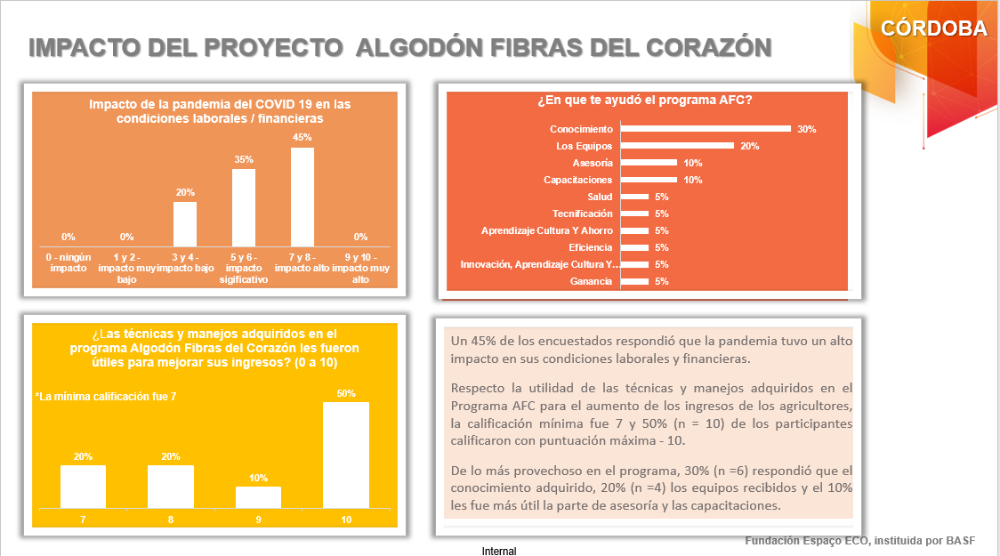 CÓRDOBA
IMPACTO DEL PROYECTO ALGODÓN FIBRAS DEL CORAZÓN
Impacto de la pandemia del COVID 19 en las
condiciones laborales / financieras
0%
0%
20%
35%
45%
0%
0 - ningún
impacto
1 y 2 -
impacto muy
bajo
3 y 4 -
impacto bajo
5 y 6 -
impacto
sigificativo
7 y 8 -
impacto alto
9 y 10 -
impacto muy
alto
¿En que te ayudó el programa AFC?
Conocimiento 30%
Los Equipos 20%
Asesoría 10%
Capacitaciones 10%
Salud 5%
Tecnificación 5%
Aprendizaje Cultura Y Ahorro 5%
Eficiencia 5%
Innovación, Aprendizaje Cultura Y… 5%
Ganancia 5%
¿Las técnicas y manejos adquiridos en el
programa Algodón Fibras del Corazón les fueron
útiles para mejorar sus ingresos? (0 a 10)
*La mínima calificación fue 7
20%
20%
10%
50%
7 8 9 10
Un 45% de los encuestados respondió que la pandemia tuvo un alto
impacto en sus condiciones laborales y financieras.
Respecto la utilidad de las técnicas y manejos adquiridos en el
Programa AFC para el aumento de los ingresos de los agricultores,
la calificación mínima fue 7 y 50% (n = 10) de los participantes
calificaron con puntuación máxima - 10.
De lo más provechoso en el programa, 30% (n =6) respondió que el
conocimiento adquirido, 20% (n =4) los equipos recibidos y el 10%
les fue más útil la parte de asesoría y las capacitaciones.
Fundación Espaço ECO, instituida por BASF
Internal